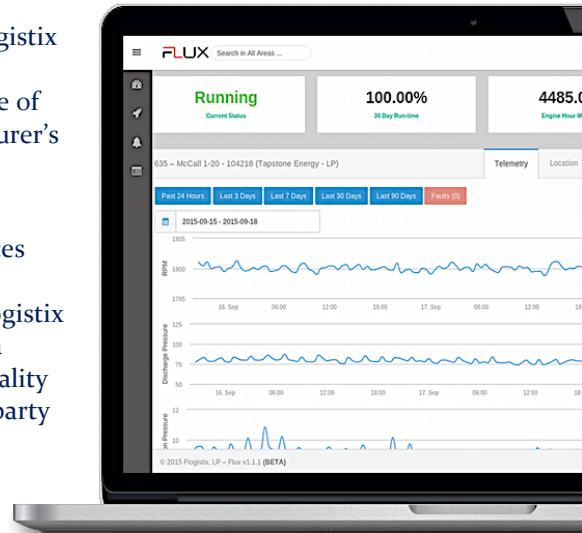 gistix
e of
urer's
es
ogistix
ality
party
FLUX Search in All Areas ...
Running 100.00% 4485.0
Current Status 30 Day Run-time Engine Hour M
635 – McCall 1-20 - 104218 (Tapstone Energy - LP) Telemetry Location
Past 24 Hours Last 3 Days Last 7 Days Last 30 Days Last 90 Days Faults (0)
2015-09-15 - 2015-09-18
RPM
1805
1800
1795
16. Sep 06:00 12:00 18:00 17. Sep 06:00 12:00 18
Discharge Pressure
125
100
75
50
16. Sep 06:00 12:00 18:00 17. Sep 06:00 12:00 18
n Pressure
12
10
© 2015 Flogistix, LP – Flux v1.1.1 (BETA)